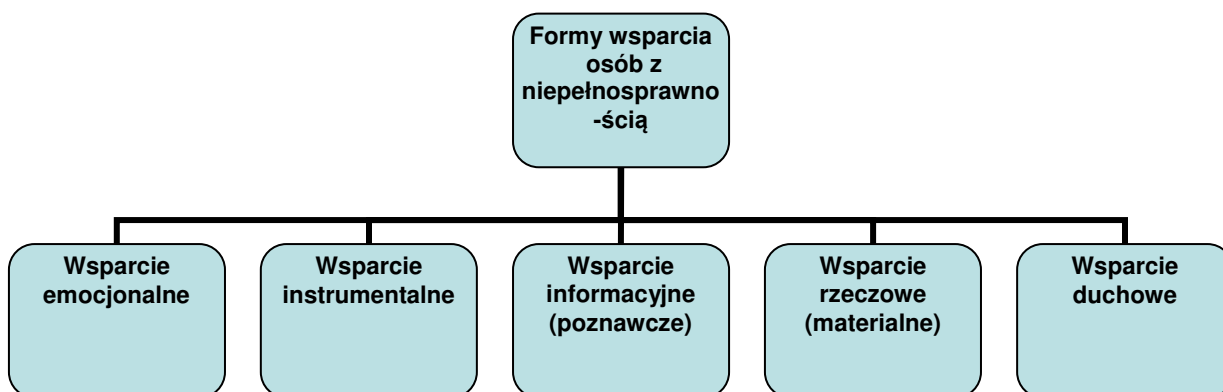 Formy wsparcia
osób z
niepełnosprawno
-ścią
Wsparcie
emocjonalne
Wsparcie
instrumentalne
Wsparcie
informacyjne
(poznawcze)
Wsparcie
rzeczowe
(materialne)
Wsparcie
duchowe